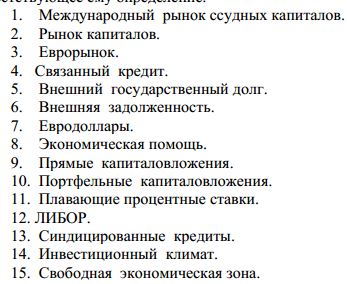 ствующее ему определение.
1. Международный рынок ссудных капиталов.
2. Рынок капиталов.
3. Еврорынок.
4. Связанный кредит.
5. Внешний государственный долг.
6. Внешняя задолженность.
7. Евродоллары.
8. Экономическая помощь.
9. Прямые капиталовложения.
10. Портфельные капиталовложения.
11. Плавающие процентные ставки.
12. ЛИБОР.
13. Синдицированные кредиты.
14. Инвестиционный климат.
15. Свободная экономическая зона.